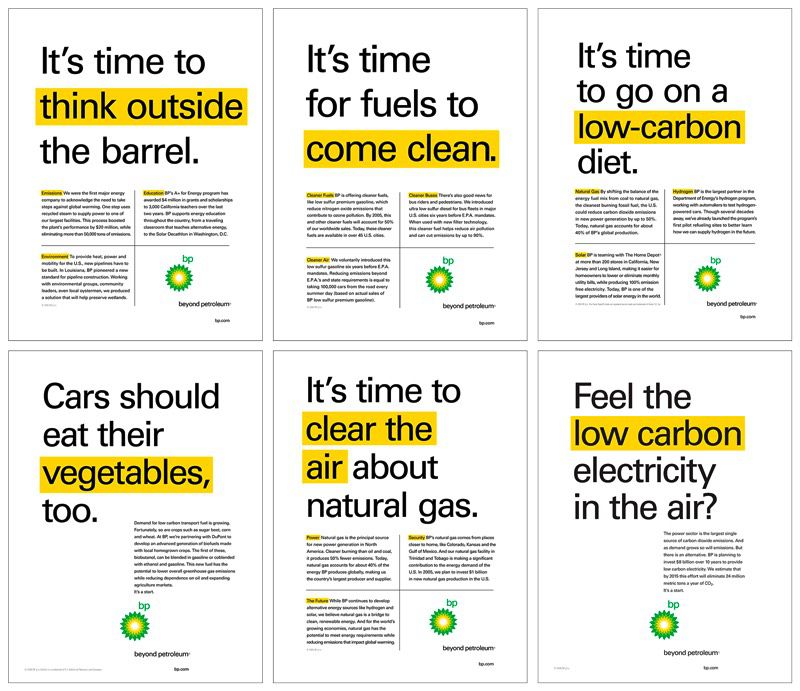 It's time to
think outside
the barrel.
Emissions We were the first major energy
company to acknowledge the need to take
steps against global warming. One step uses
recycled steam to supply power to one of
our largest facilities. This process boosted
the plant's performance by $20 million, while
eliminating more than 50,000 tons of emissions.
Education BP's A+ for Energy program has
awarded $4 million in grants and scholarships
to 3,000 California teachers over the last
two years. BP supports energy education
throughout the country, from a traveling
classroom that teaches alternative energy,
to the Solar Decathlon in Washington, D.C.
Environment To provide heat, power and
mobility for the U.S., new pipelines have to
be built. In Louisiana, BP pioneered a new
standard for pipeline construction. Working
with environmental groups, community
leaders, even local oystermen, we produced
a solution that will help preserve wetlands.
bp
beyond petroleum
bp.com
It's time
for fuels to
come clean.
Cleaner Fuels BP is offering cleaner fuels,
like low sulfur premium gasoline, which
reduce nitrogen oxide emissions that
contribute to ozone pollution. By 2005, this
and other cleaner fuels will account for 50%
of our worldwide sales. Today, these cleaner
fuels are available in over 45 U.S. cities.
Cleaner Buses There's also good news for
bus riders and pedestrians. We introduced
ultra low sulfur diesel for bus fleets in major
U.S. cities six years before E.P.A. mandates.
When used with new filter technology,
this cleaner fuel helps reduce air pollution
and can cut emissions by up to 90%.
Cleaner Air We voluntarily introduced this
low sulfur gasoline six years before E.P.A.
mandates. Reducing emissions beyond
E.P.A.'s and state requirements is equal to
taking 100,000 cars from the road every
summer day (based on actual sales of
BP low sulfur premium gasoline).
bp
beyond petroleum
bp.com
It's time
to go on a
low-carbon
diet.
Natural Gas By shifting the balance of the
energy fuel mix from coal to natural gas,
the cleanest burning fossil fuel, the U.S.
could reduce carbon dioxide emissions
in new power generation by up to 50%.
Today, natural gas accounts for about
40% of BP's global production.
Hydrogen BP is the largest partner in the
Department of Energy's hydrogen program,
working with automakers to test hydrogen-
powered cars. Though several decades
away, we've already launched the program's
first pilot refueling sites to better learn
how we can supply hydrogen in the future.
Solar BP is teaming with The Home Depot
at more than 200 stores in California, New
Jersey and Long Island, making it easier for
homeowners to lower or eliminate monthly
utility bills, while producing 100% emission
free electricity. Today, BP is one of the
largest providers of solar energy in the world.
bp
beyond petroleum
bp.com
Cars should
eat their
vegetables,
too.
Demand for low carbon transport fuel is growing.
Fortunately, so are crops such as sugar beet, corn
and wheat. At BP, we're partnering with DuPont to
develop an advanced generation of biofuels made
with local homegrown crops. The first of these,
biobutanol, can be blended in gasoline or coblended
with ethanol and gasoline. This new fuel has the
potential to lower overall greenhouse gas emissions
while reducing dependence on oil and expanding
agriculture markets.
It's a start.
bp
beyond petroleum
bp.com
It's time to
clear the
air about
natural gas.
Power Natural gas is the principal source
for new power generation in North
America. Cleaner burning than oil and coal,
it produces 50% fewer emissions. Today,
natural gas accounts for about 40% of the
energy BP produces globally, making us
the country's largest producer and supplier.
Security BP's natural gas comes from places
closer to home, like Colorado, Kansas and the
Gulf of Mexico. And our natural gas facility in
Trinidad and Tobago is making a significant
contribution to the energy demand of the
U.S. In 2005, we plan to invest $1 billion
in new natural gas production in the U.S.
The Future While BP continues to develop
alternative energy sources like hydrogen and
solar, we believe natural gas is a bridge to
clean, renewable energy. And for the world's
growing economies, natural gas has the
potential to meet energy requirements while
reducing emissions that impact global warming.
bp
beyond petroleum
bp.com
Feel the
low carbon
electricity
in the air?
The power sector is the largest single
source of carbon dioxide emissions. And
as demand grows so will emissions. But
there is an alternative. BP is planning to
invest $8 billion over 10 years to provide
low carbon electricity. We estimate that
by 2015 this effort will eliminate 24 million
metric tons a year of CO₂.
It's a start.
bp
beyond petroleum
bp.com